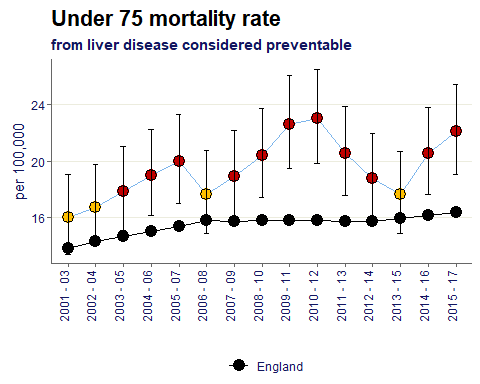 Under 75 mortality rate
from liver disease considered preventable
per 100,000
24
20
16
2001 - 03
2002 - 04
2003 - 05
2004 - 06
2005 - 07
2006 - 08
2007 - 09
2008 - 10
2009 - 11
2010 - 12
2011 - 13
2012 - 14
2013 - 15
2014 - 16
2015 - 17
England